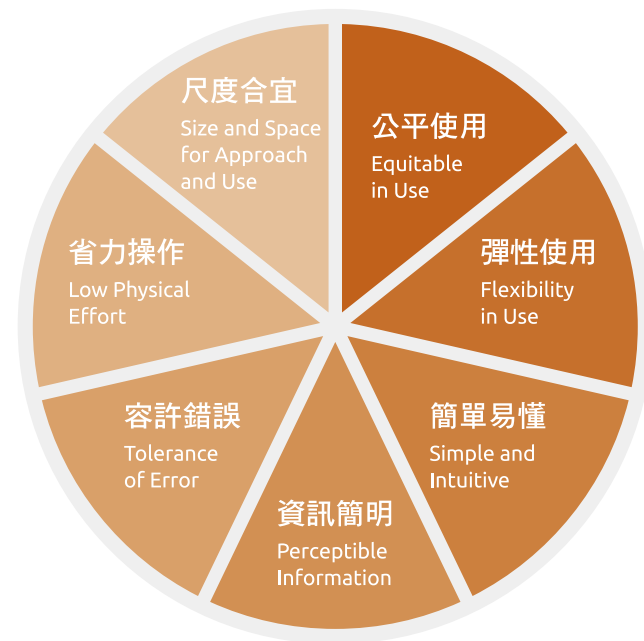 公平使用
Equitable
in Use
彈性使用
Flexibility
in Use
簡單易懂
Simple and
Intuitive
資訊簡明
Perceptible
Information
容許錯誤
Tolerance
of Error
省力操作
Low Physical
Effort
尺度合宜
Size and Space
for Approach
and Use